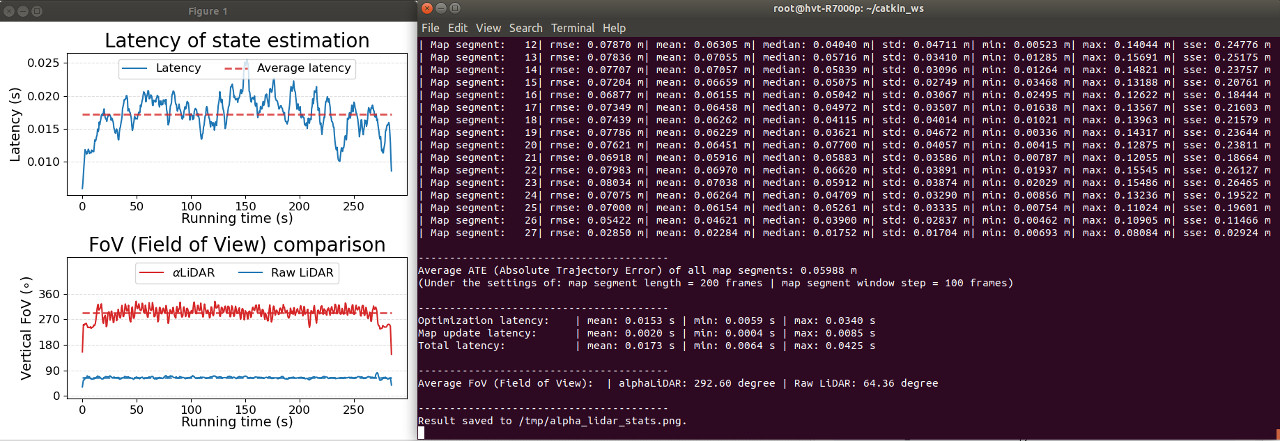 Figure 1
Latency of state estimation
Latency
Average latency
Latency (s)
0.025
0.020
0.015
0.010
0 50 100 150 200 250
Running time (s)
FoV (Field of View) comparison
αLiDAR
Raw LiDAR
Vertical FoV (∘)
360
270
180
90
0
0 50 100 150 200 250
Running time (s)
root@hvt-R7000p: ~/catkin_ws
File Edit View Search Terminal Help
| Map segment: 12| rmse: 0.07870 m| mean: 0.06305 m| median: 0.04040 m| std: 0.04711 m| min: 0.00523 m| max: 0.14044 m| sse: 0.24776 m
| Map segment: 13| rmse: 0.07836 m| mean: 0.07055 m| median: 0.05716 m| std: 0.03410 m| min: 0.01285 m| max: 0.15691 m| sse: 0.25175 m
| Map segment: 14| rmse: 0.07707 m| mean: 0.07057 m| median: 0.05839 m| std: 0.03096 m| min: 0.01264 m| max: 0.14821 m| sse: 0.23757 m
| Map segment: 15| rmse: 0.07204 m| mean: 0.06659 m| median: 0.05075 m| std: 0.02749 m| min: 0.03468 m| max: 0.13188 m| sse: 0.20761 m
| Map segment: 16| rmse: 0.06877 m| mean: 0.06155 m| median: 0.05042 m| std: 0.03067 m| min: 0.02495 m| max: 0.12622 m| sse: 0.18444 m
| Map segment: 17| rmse: 0.07349 m| mean: 0.06458 m| median: 0.04972 m| std: 0.03507 m| min: 0.01638 m| max: 0.13567 m| sse: 0.21603 m
| Map segment: 18| rmse: 0.07439 m| mean: 0.06262 m| median: 0.04115 m| std: 0.04014 m| min: 0.01021 m| max: 0.13963 m| sse: 0.21579 m
| Map segment: 19| rmse: 0.07786 m| mean: 0.06229 m| median: 0.03621 m| std: 0.04672 m| min: 0.00336 m| max: 0.14317 m| sse: 0.23644 m
| Map segment: 20| rmse: 0.07621 m| mean: 0.06451 m| median: 0.07700 m| std: 0.04057 m| min: 0.00415 m| max: 0.12875 m| sse: 0.23811 m
| Map segment: 21| rmse: 0.06918 m| mean: 0.05916 m| median: 0.05883 m| std: 0.03586 m| min: 0.00787 m| max: 0.12055 m| sse: 0.18664 m
| Map segment: 22| rmse: 0.07983 m| mean: 0.06970 m| median: 0.06620 m| std: 0.03891 m| min: 0.01937 m| max: 0.15545 m| sse: 0.26127 m
| Map segment: 23| rmse: 0.08034 m| mean: 0.07038 m| median: 0.05912 m| std: 0.03874 m| min: 0.02029 m| max: 0.15486 m| sse: 0.26465 m
| Map segment: 24| rmse: 0.07075 m| mean: 0.06264 m| median: 0.04709 m| std: 0.03290 m| min: 0.00856 m| max: 0.13236 m| sse: 0.19522 m
| Map segment: 25| rmse: 0.07000 m| mean: 0.06154 m| median: 0.05261 m| std: 0.03335 m| min: 0.00754 m| max: 0.11024 m| sse: 0.19601 m
| Map segment: 26| rmse: 0.05422 m| mean: 0.04621 m| median: 0.03900 m| std: 0.02837 m| min: 0.00462 m| max: 0.10905 m| sse: 0.11466 m
| Map segment: 27| rmse: 0.02850 m| mean: 0.02284 m| median: 0.01752 m| std: 0.01704 m| min: 0.00693 m| max: 0.08084 m| sse: 0.02924 m
----------------------------------------
Average ATE (Absolute Trajectory Error) of all map segments: 0.05988 m
(Under the settings of: map segment length = 200 frames | map segment window step = 100 frames)
----------------------------------------
Optimization latency: | mean: 0.0153 s | min: 0.0059 s | max: 0.0340 s
Map update latency: | mean: 0.0020 s | min: 0.0004 s | max: 0.0085 s
Total latency: | mean: 0.0173 s | min: 0.0064 s | max: 0.0425 s
----------------------------------------
Average FoV (Field of View): | alphaLiDAR: 292.60 degree | Raw LiDAR: 64.36 degree
----------------------------------------
Result saved to /tmp/alpha_lidar_stats.png.